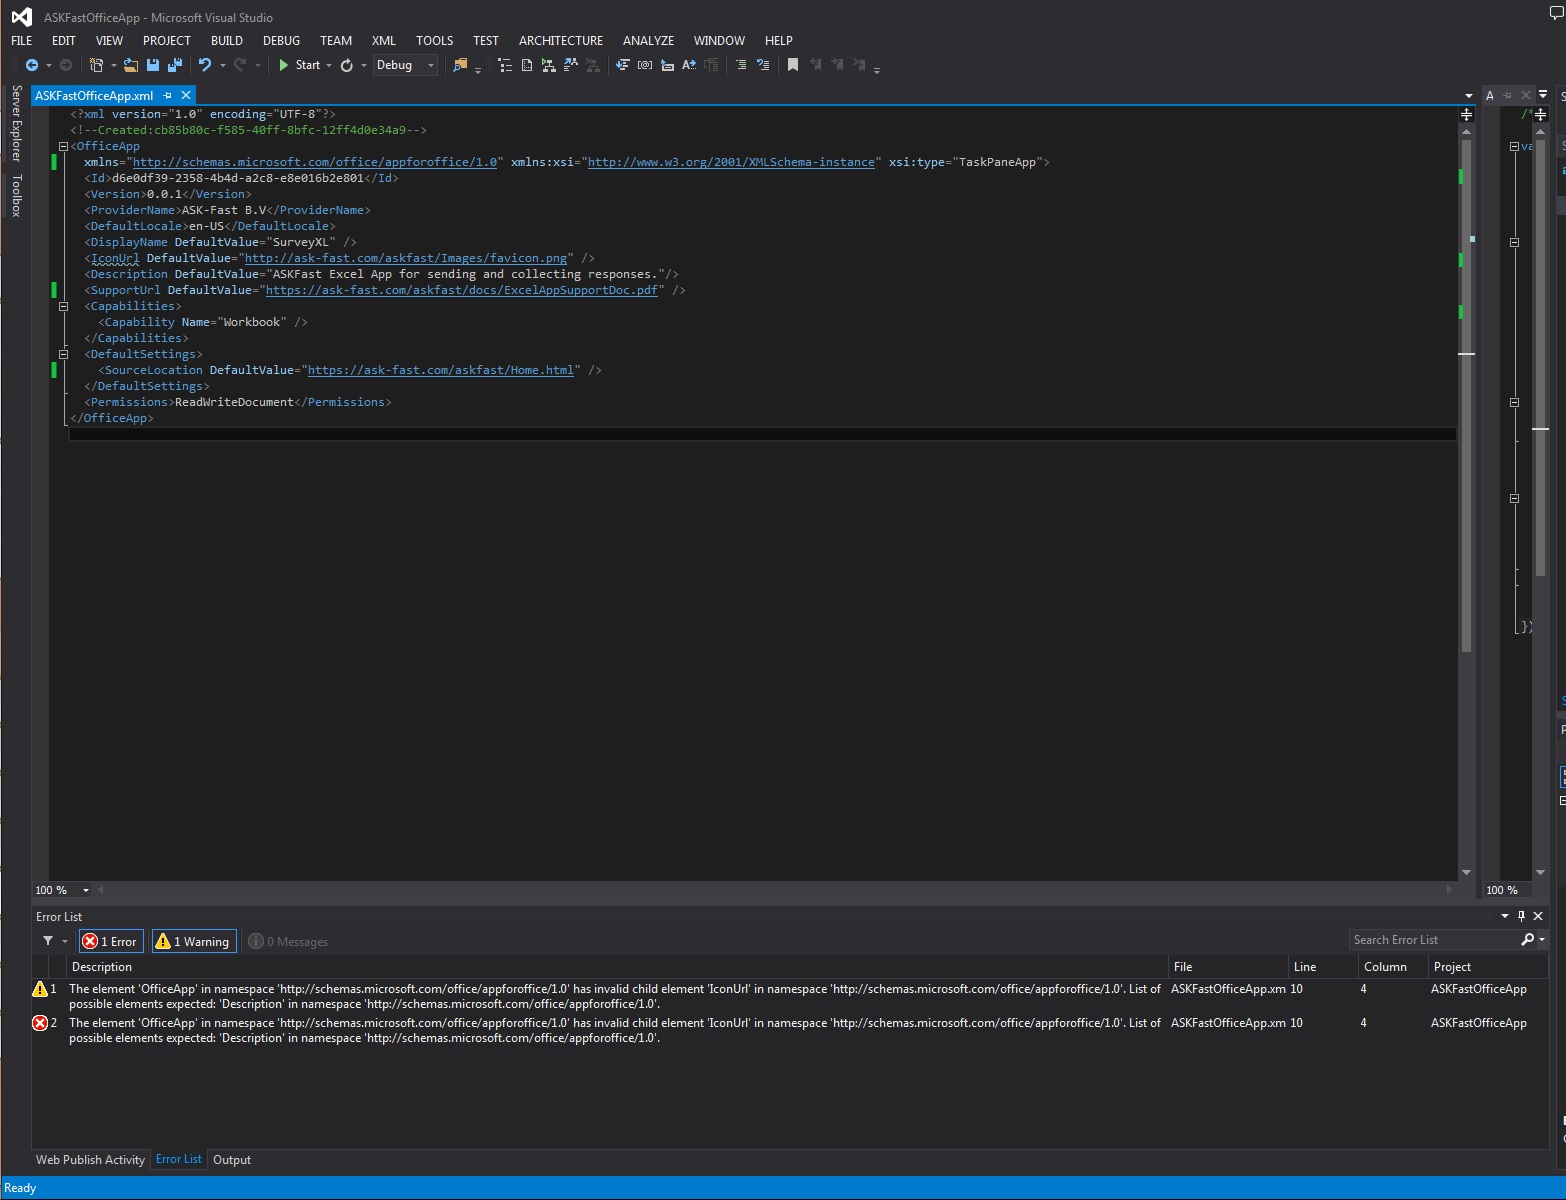 ASKFastOfficeApp - Microsoft Visual Studio
FILE EDIT VIEW PROJECT BUILD DEBUG TEAM XML TOOLS TEST ARCHITECTURE ANALYZE WINDOW HELP
Start Debug
Server Explorer
Toolbox
ASKFastOfficeApp.xml
A
<?xml version="1.0" encoding="UTF-8"?>
<!--Created:cb85b80c-f585-40ff-8bfc-12ff4d0e34a9-->
<OfficeApp
xmlns="http://schemas.microsoft.com/office/appforoffice/1.0" xmlns:xsi="http://www.w3.org/2001/XMLSchema-instance" xsi:type="TaskPaneApp">
<Id>d6e0df39-2358-4b4d-a2c8-e8e016b2e801</Id>
<Version>0.0.1</Version>
<ProviderName>ASK-Fast B.V</ProviderName>
<DefaultLocale>en-US</DefaultLocale>
<DisplayName DefaultValue="SurveyXL" />
<IconUrl DefaultValue="http://ask-fast.com/askfast/Images/favicon.png" />
<Description DefaultValue="ASKFast Excel App for sending and collecting responses."/>
<SupportUrl DefaultValue="https://ask-fast.com/askfast/docs/ExcelAppSupportDoc.pdf" />
<Capabilities>
<Capability Name="Workbook" />
</Capabilities>
<DefaultSettings>
<SourceLocation DefaultValue="https://ask-fast.com/askfast/Home.html" />
</DefaultSettings>
<Permissions>ReadWriteDocument</Permissions>
</OfficeApp>
/*
va
})
100 %
100 %
Error List
1 Error 1 Warning 0 Messages Search Error List
Description File Line Column Project
1 The element 'OfficeApp' in namespace 'http://schemas.microsoft.com/office/appforoffice/1.0' has invalid child element 'IconUrl' in namespace 'http://schemas.microsoft.com/office/appforoffice/1.0'. List of ASKFastOfficeApp.xm 10 4 ASKFastOfficeApp
possible elements expected: 'Description' in namespace 'http://schemas.microsoft.com/office/appforoffice/1.0'.
2 The element 'OfficeApp' in namespace 'http://schemas.microsoft.com/office/appforoffice/1.0' has invalid child element 'IconUrl' in namespace 'http://schemas.microsoft.com/office/appforoffice/1.0'. List of ASKFastOfficeApp.xm 10 4 ASKFastOfficeApp
possible elements expected: 'Description' in namespace 'http://schemas.microsoft.com/office/appforoffice/1.0'.
Web Publish Activity Error List Output
Ready